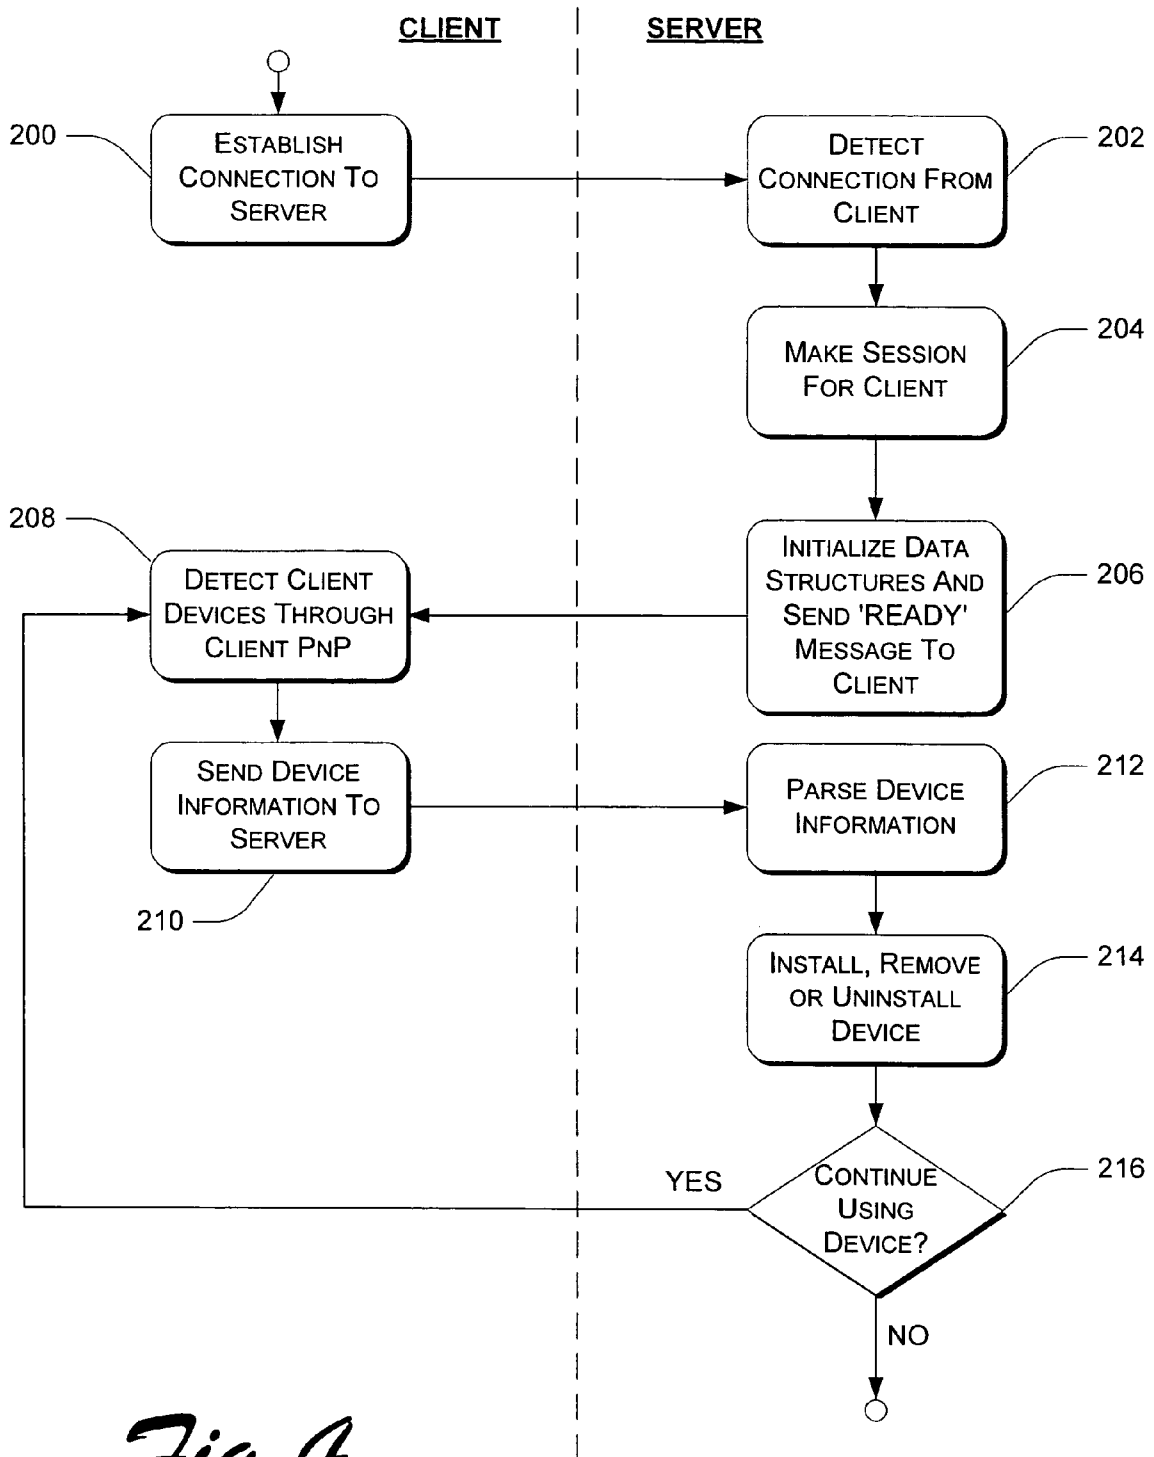 CLIENT
SERVER
200
ESTABLISH
CONNECTION TO
SERVER
DETECT
CONNECTION FROM
CLIENT
202
MAKE SESSION
FOR CLIENT
204
208
DETECT CLIENT
DEVICES THROUGH
CLIENT PNP
INITIALIZE DATA
STRUCTURES AND
SEND 'READY'
MESSAGE TO
CLIENT
206
SEND DEVICE
INFORMATION TO
SERVER
210
PARSE DEVICE
INFORMATION
212
INSTALL, REMOVE
OR UNINSTALL
DEVICE
214
YES
CONTINUE
USING
DEVICE?
216
NO
Fig. 4